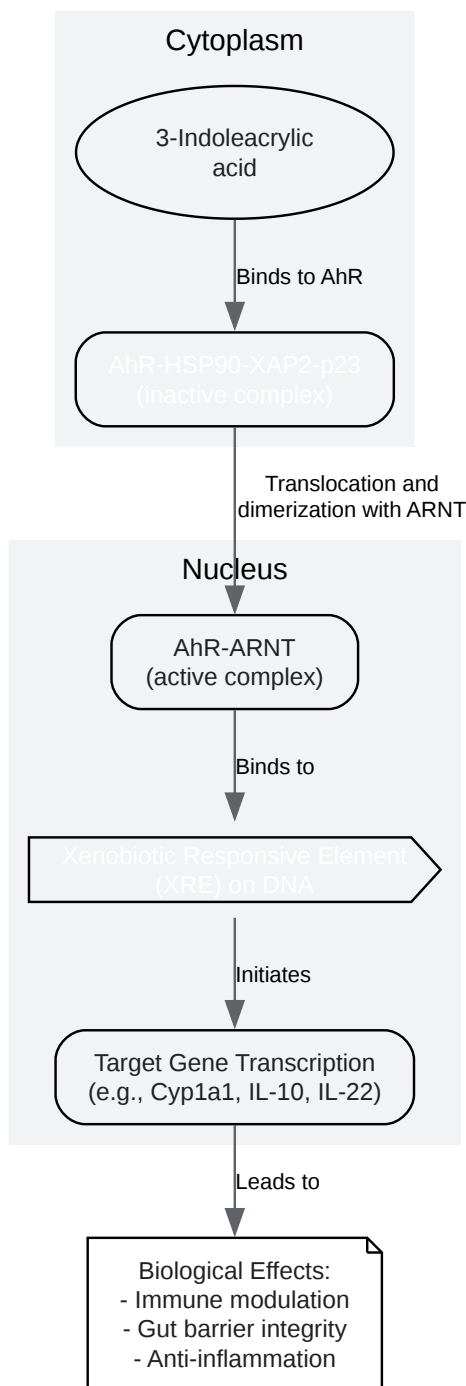 Cytoplasm
3-Indoleacrylic
acid
Binds to AhR
AhR-HSP90-XAP2-p23
(inactive complex)
Translocation and
dimerization with ARNT
Nucleus
AhR-ARNT
(active complex)
Binds to
Xenobiotic Responsive Element
(XRE) on DNA
Initiates
Target Gene Transcription
(e.g., Cyp1a1, IL-10, IL-22)
Leads to
Biological Effects:
- Immune modulation
- Gut barrier integrity
- Anti-inflammation